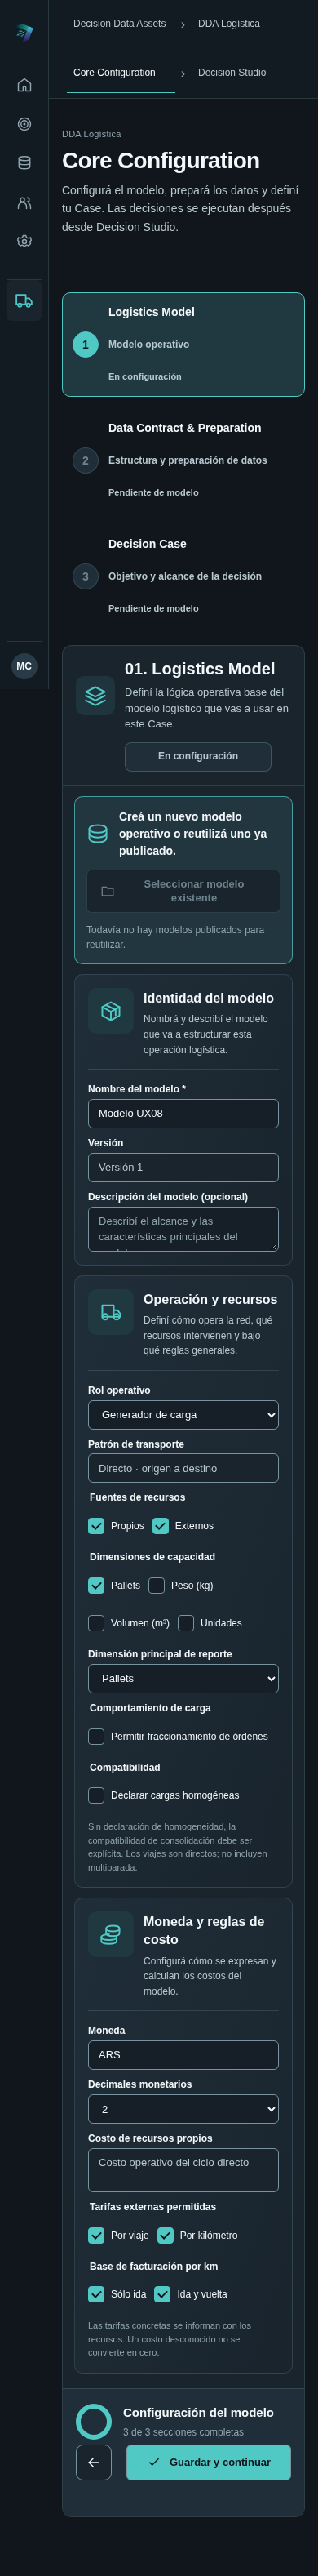 Decision Data Assets › DDA Logística
Core Configuration › Decision Studio
DDA Logística
Core Configuration
Configurá el modelo, prepará los datos y definí
tu Case. Las decisiones se ejecutan después
desde Decision Studio.
Logistics Model
1
Modelo operativo
En configuración
Data Contract & Preparation
2
Estructura y preparación de datos
Pendiente de modelo
Decision Case
3
Objetivo y alcance de la decisión
Pendiente de modelo
MC
01. Logistics Model
Definí la lógica operativa base del
modelo logístico que vas a usar en
este Case.
En configuración
Creá un nuevo modelo
operativo o reutilizá uno ya
publicado.
Seleccionar modelo
existente
Todavía no hay modelos publicados para
reutilizar.
Identidad del modelo
Nombrá y describí el modelo
que va a estructurar esta
operación logística.
Nombre del modelo *
Modelo UX08
Versión
Versión 1
Descripción del modelo (opcional)
Describí el alcance y las
características principales del
Operación y recursos
Definí cómo opera la red, qué
recursos intervienen y bajo
qué reglas generales.
Rol operativo
Generador de carga
Patrón de transporte
Directo · origen a destino
Fuentes de recursos
Propios Externos
Dimensiones de capacidad
Pallets Peso (kg)
Volumen (m³) Unidades
Dimensión principal de reporte
Pallets
Comportamiento de carga
Permitir fraccionamiento de órdenes
Compatibilidad
Declarar cargas homogéneas
Sin declaración de homogeneidad, la
compatibilidad de consolidación debe ser
explícita. Los viajes son directos; no incluyen
multiparada.
Moneda y reglas de
costo
Configurá cómo se expresan y
calculan los costos del
modelo.
Moneda
ARS
Decimales monetarios
2
Costo de recursos propios
Costo operativo del ciclo directo
Tarifas externas permitidas
Por viaje Por kilómetro
Base de facturación por km
Sólo ida Ida y vuelta
Las tarifas concretas se informan con los
recursos. Un costo desconocido no se
convierte en cero.
Configuración del modelo
3 de 3 secciones completas
Guardar y continuar